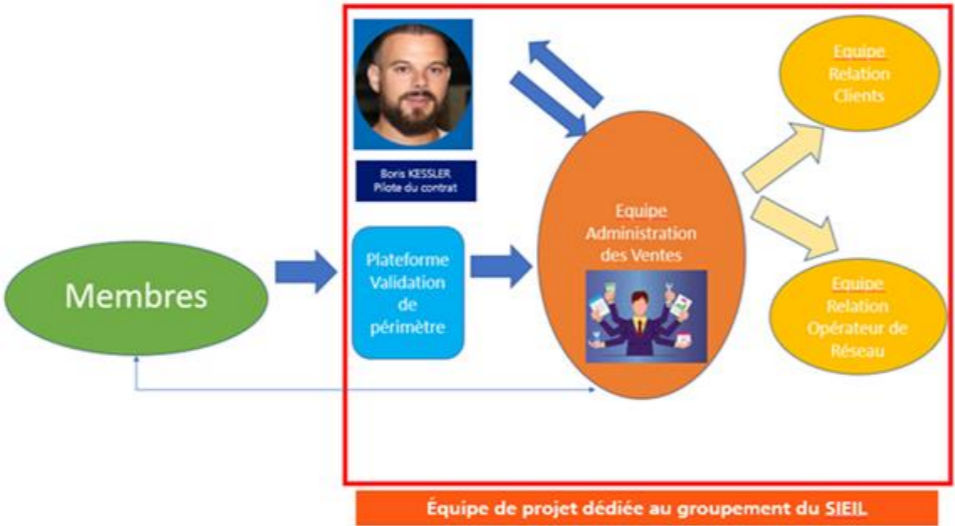 Boris KESSLER
Pilote du contrat
Equipe
Relation
Clients
Equipe
Administration
des Ventes
Plateforme
Validation
de
périmètre
Membres
Equipe
Relation
Opérateur de
Réseau
Équipe de projet dédiée au groupement du SIEIL